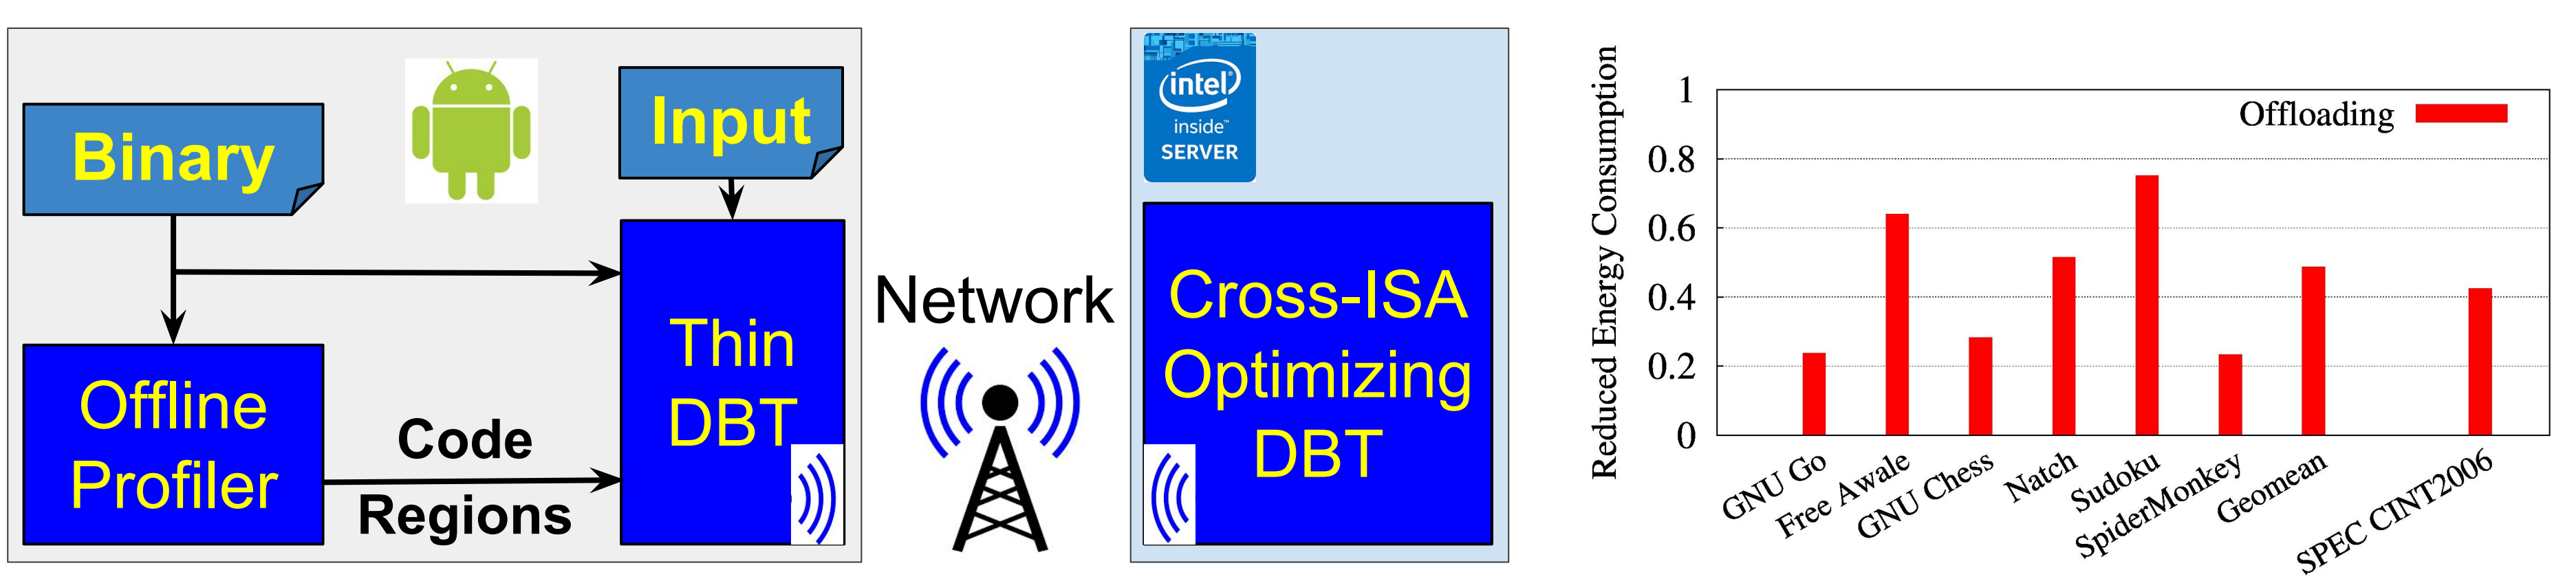 Binary
Input
Offline
Profiler
Code
Regions
Thin
DBT
Network
intel
inside™
SERVER
Cross-ISA
Optimizing
DBT
Reduced Energy Consumption
1
0.8
0.6
0.4
0.2
0
Offloading
GNU Go
Free Awale
GNU Chess
Natch
Sudoku
SpiderMonkey
Geomean
SPEC CINT2006